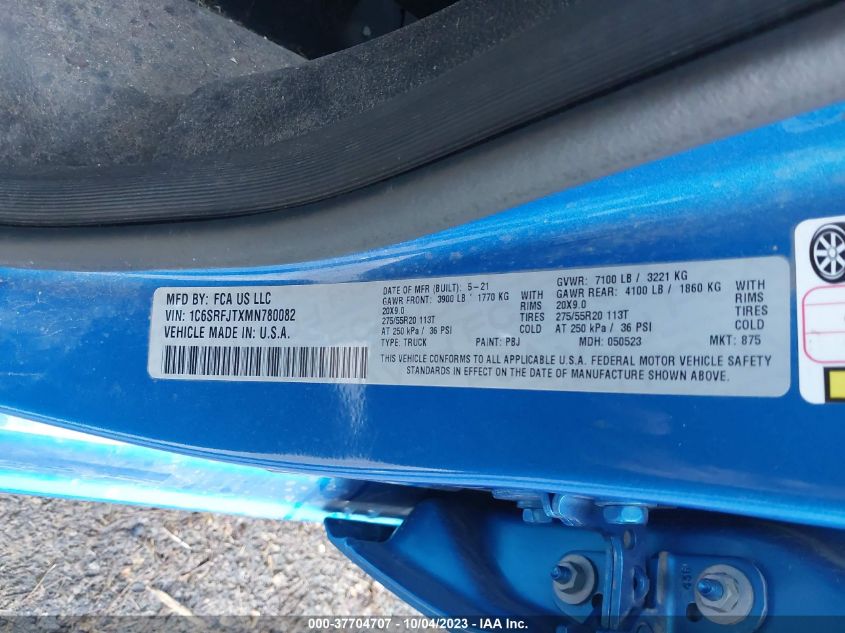 MFD BY: FCA US LLC
VIN: 1C6SRFJTXMN780082
VEHICLE MADE IN U.S.A.
DATE OF MFR (BUILT): 5-21
GAWR FRONT: 3900 LB / 1770 KG WITH
20X9.0 RIMS
275/55R20 113T TIRES
AT 250 kPa / 36 PSI COLD
GVWR: 7100 LB / 3221 KG
GAWR REAR: 4100 LB / 1860 KG WITH
20X9.0 RIMS
275/55R20 113T TIRES
AT 250 kPa / 36 PSI COLD
TYPE: TRUCK PAINT: PBJ MDH: 050523 MKT: 875
THIS VEHICLE CONFORMS TO ALL APPLICABLE U.S.A. FEDERAL MOTOR VEHICLE SAFETY
STANDARDS IN EFFECT ON THE DATE OF MANUFACTURE SHOWN ABOVE.
000-37704707 - 10/04/2023 - IAA Inc.